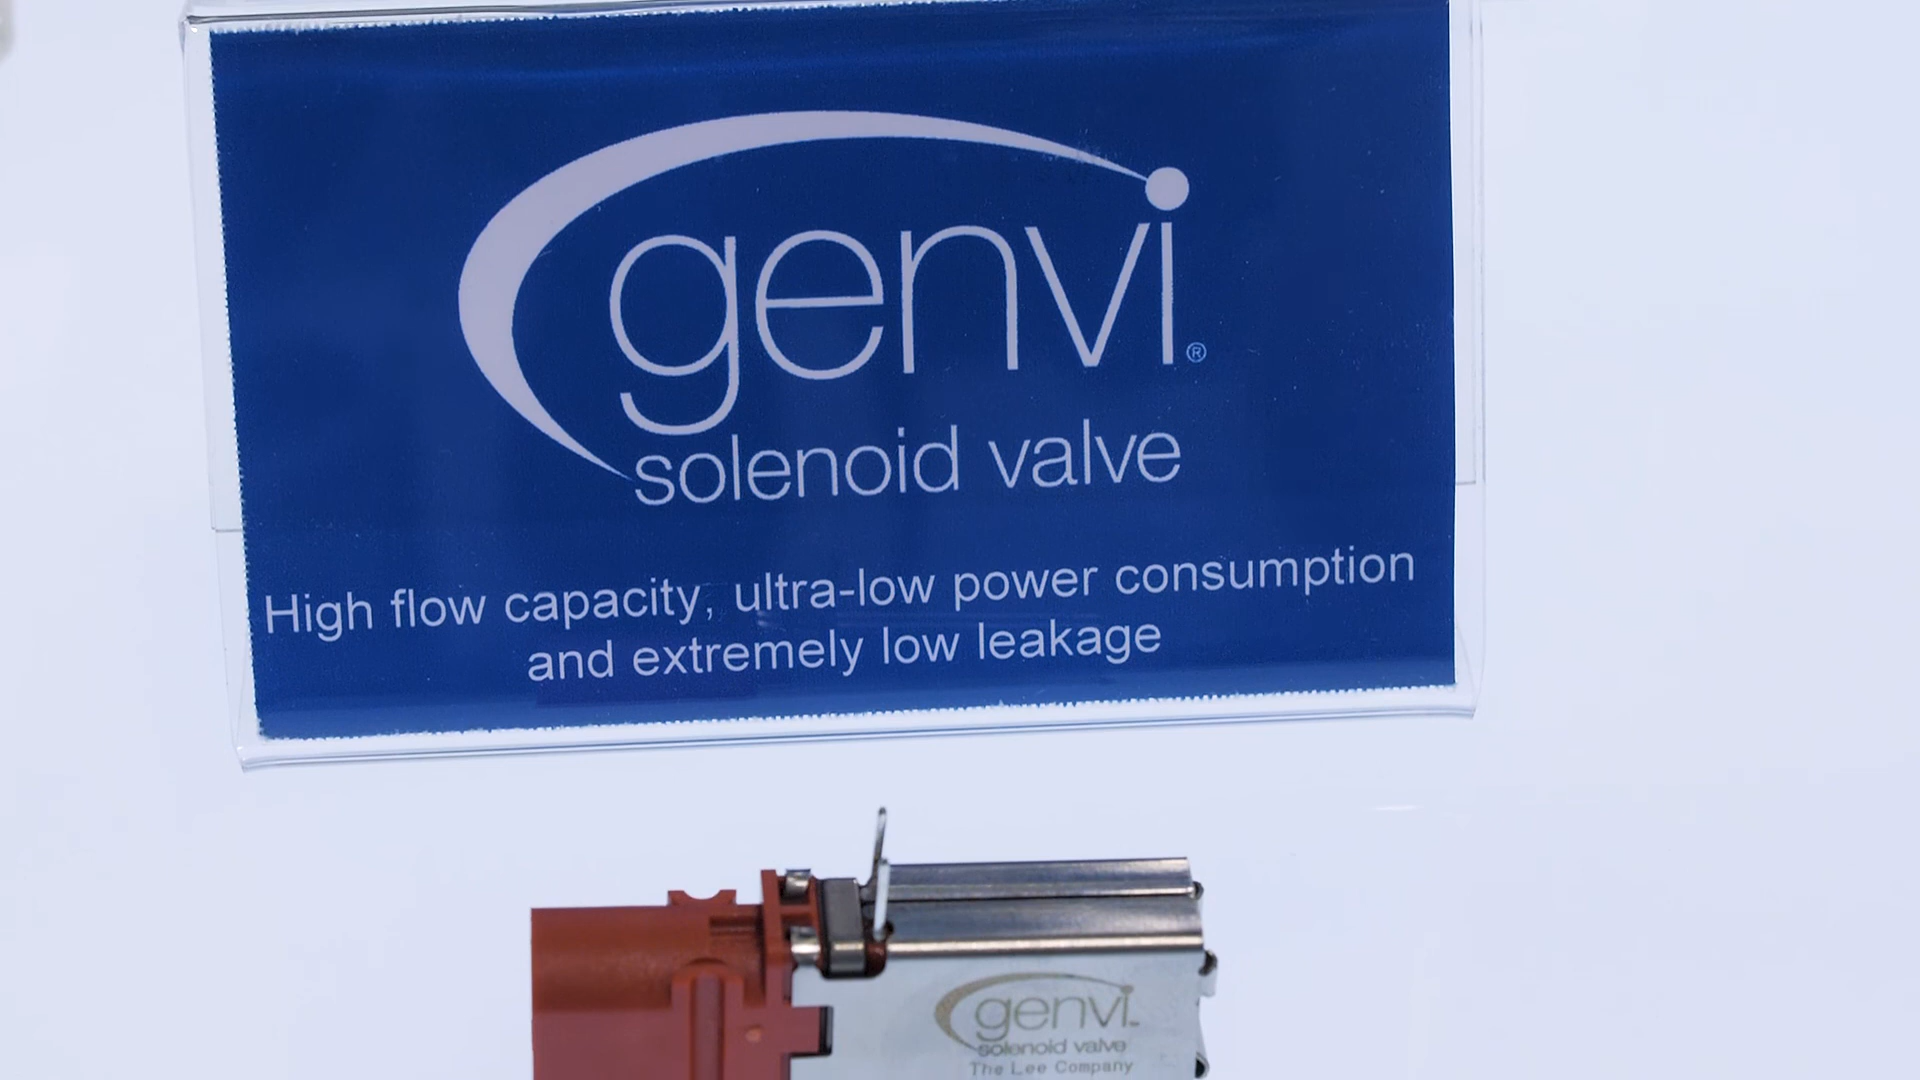 genvi®
solenoid valve
High flow capacity, ultra-low power consumption
and extremely low leakage
genvi™
solenoid valve
The Lee Company